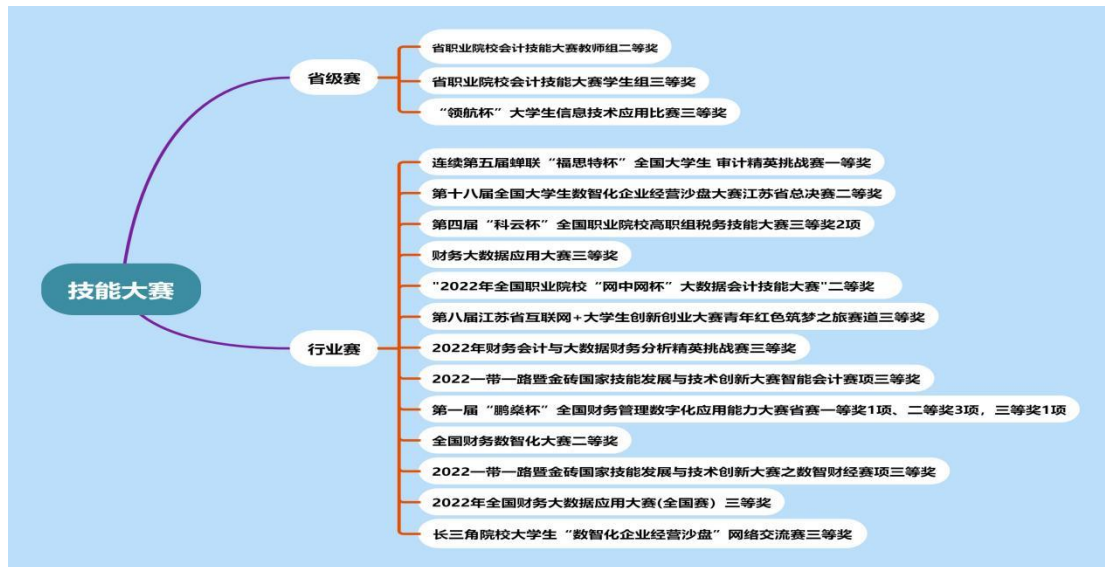 技能大赛
省级赛
省职业院校会计技能大赛教师组二等奖
省职业院校会计技能大赛学生组三等奖
“领航杯”大学生信息技术应用比赛三等奖
行业赛
连续第五届蝉联“福思特杯”全国大学生 审计精英挑战赛一等奖
第十八届全国大学生数智化企业经营沙盘大赛江苏省总决赛二等奖
第四届“科云杯”全国职业院校高职组税务技能大赛三等奖2项
财务大数据应用大赛三等奖
"2022年全国职业院校“网中网杯”大数据会计技能大赛"二等奖
第八届江苏省互联网+大学生创新创业大赛青年红色筑梦之旅赛道三等奖
2022年财务会计与大数据财务分析精英挑战赛三等奖
2022一带一路暨金砖国家技能发展与技术创新大赛智能会计赛项三等奖
第一届“鹏燊杯”全国财务管理数字化应用能力大赛省赛一等奖1项、二等奖3项，三等奖1项
全国财务数智化大赛二等奖
2022一带一路暨金砖国家技能发展与技术创新大赛之数智财经赛项三等奖
2022年全国财务大数据应用大赛(全国赛) 三等奖
长三角院校大学生“数智化企业经营沙盘”网络交流赛三等奖